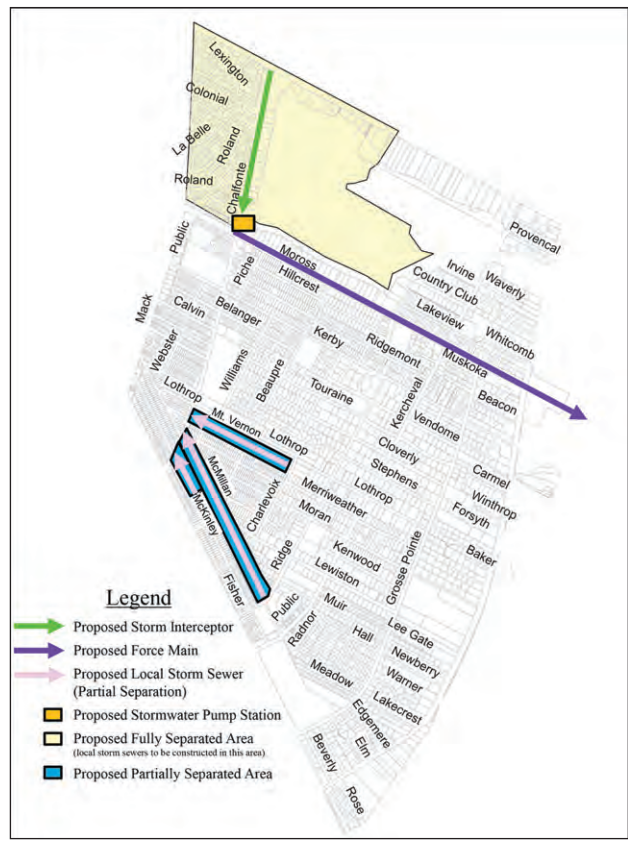 Lexington
Colonial
La Belle
Roland
Roland
Chalfonte
Public
Provencal
Moross
Piche
Hillcrest
Irvine
Waverly
Country Club
Lakeview
Whitcomb
Mack
Calvin
Belanger
Webster
Kerby
Ridgemont
Muskoka
Williams
Beaupre
Touraine
Kercheval
Beacon
Vendome
Lothrop
Mt. Vernon
Lothrop
Cloverly
Stephens
Carmel
McMillan
Charlevoix
Merriweather
Lothrop
Winthrop
McKinley
Moran
Forsyth
Baker
Ridge
Kenwood
Lewiston
Grosse Pointe
Fisher
Public
Radnor
Muir
Hall
Lee Gate
Newberry
Warner
Meadow
Lakecrest
Edgemere
Elm
Beverly
Rose
Legend
Proposed Storm Interceptor
Proposed Force Main
Proposed Local Storm Sewer
(Partial Separation)
Proposed Stormwater Pump Station
Proposed Fully Separated Area
(local storm sewers to be constructed in this area)
Proposed Partially Separated Area